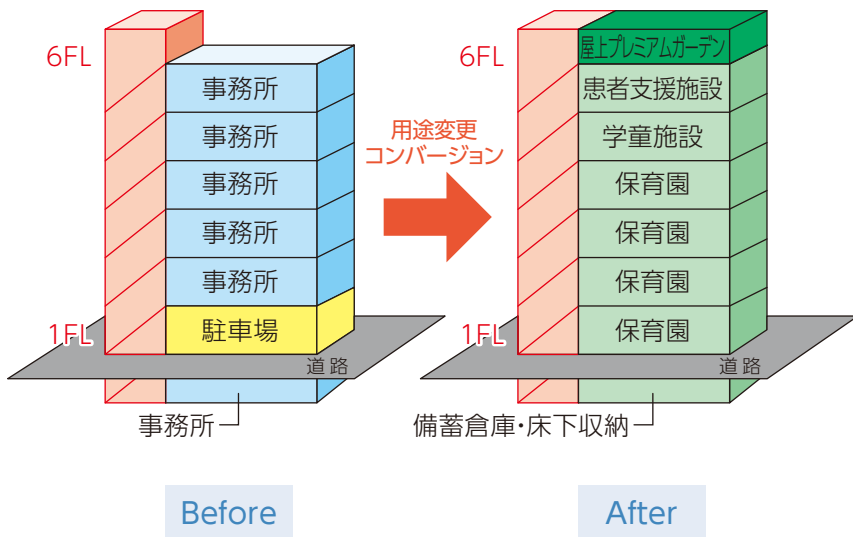 6FL
事務所
事務所
事務所
事務所
事務所
1FL
駐車場
道路
事務所
Before
用途変更
コンバージョン
6FL
屋上プレミアムガーデン
患者支援施設
学童施設
保育園
保育園
保育園
1FL
保育園
道路
備蓄倉庫・床下収納
After